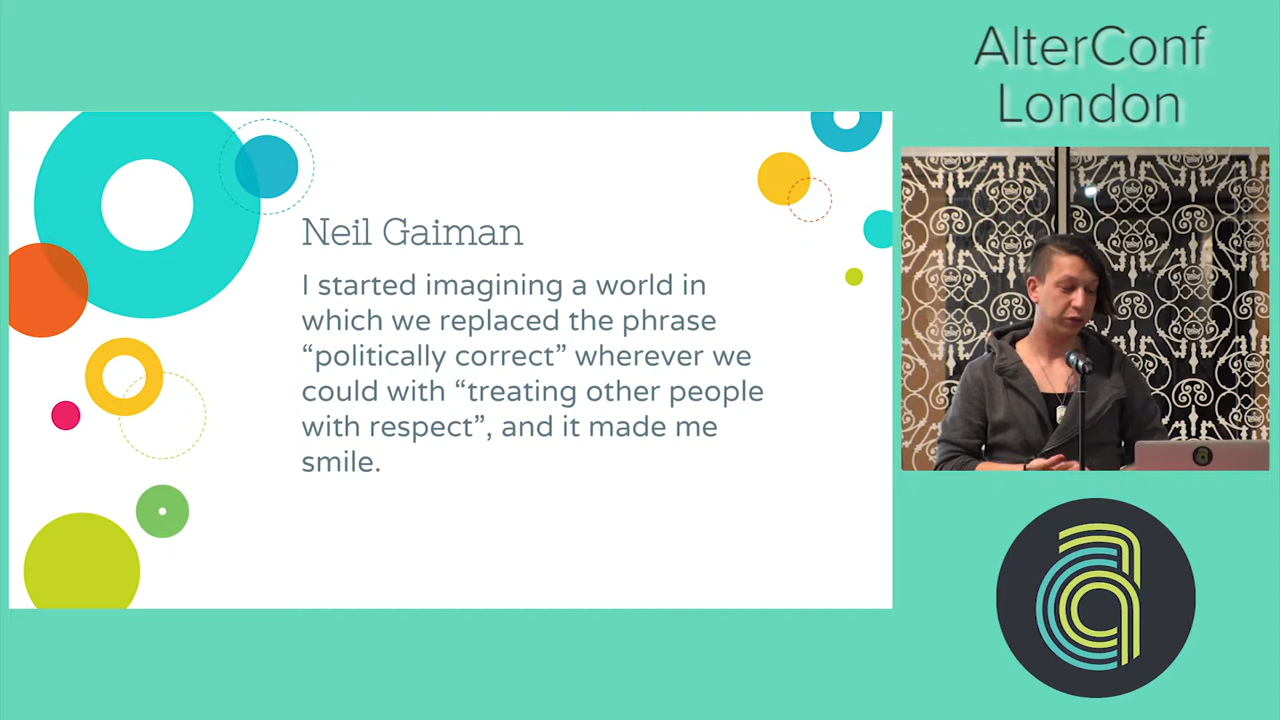 AlterConf
London
Neil Gaiman
I started imagining a world in
which we replaced the phrase
“politically correct” wherever we
could with “treating other people
with respect”, and it made me
smile.